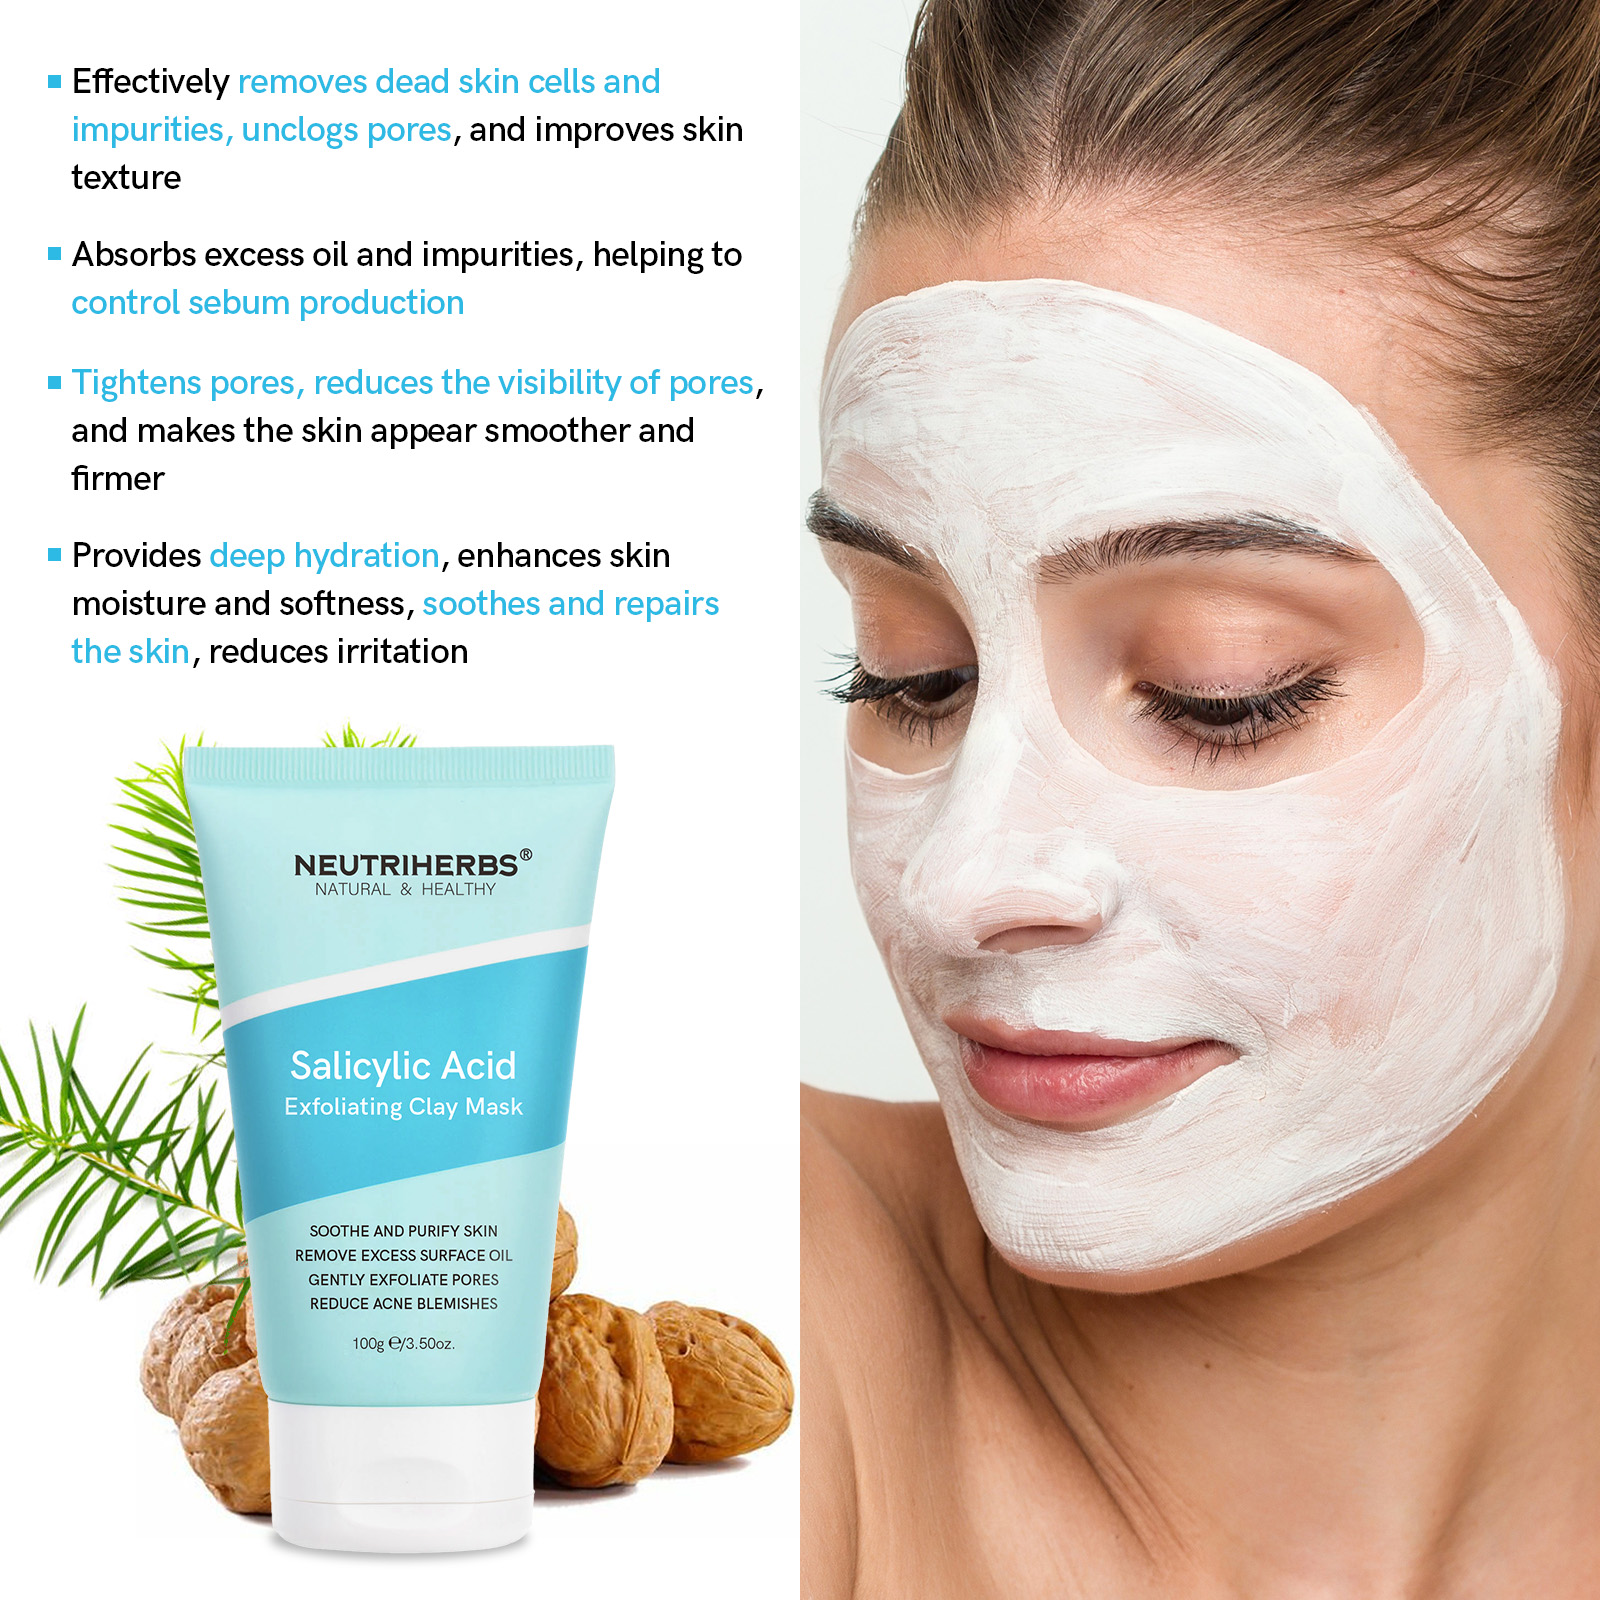 Effectively removes dead skin cells and
impurities, unclogs pores, and improves skin
texture
Absorbs excess oil and impurities, helping to
control sebum production
Tightens pores, reduces the visibility of pores,
and makes the skin appear smoother and
firmer
Provides deep hydration, enhances skin
moisture and softness, soothes and repairs
the skin, reduces irritation
NEUTRIHERBS®
NATURAL & HEALTHY
Salicylic Acid
Exfoliating Clay Mask
SOOTHE AND PURIFY SKIN
REMOVE EXCESS SURFACE OIL
GENTLY EXFOLIATE PORES
REDUCE ACNE BLEMISHES
100g ℮/3.50oz.